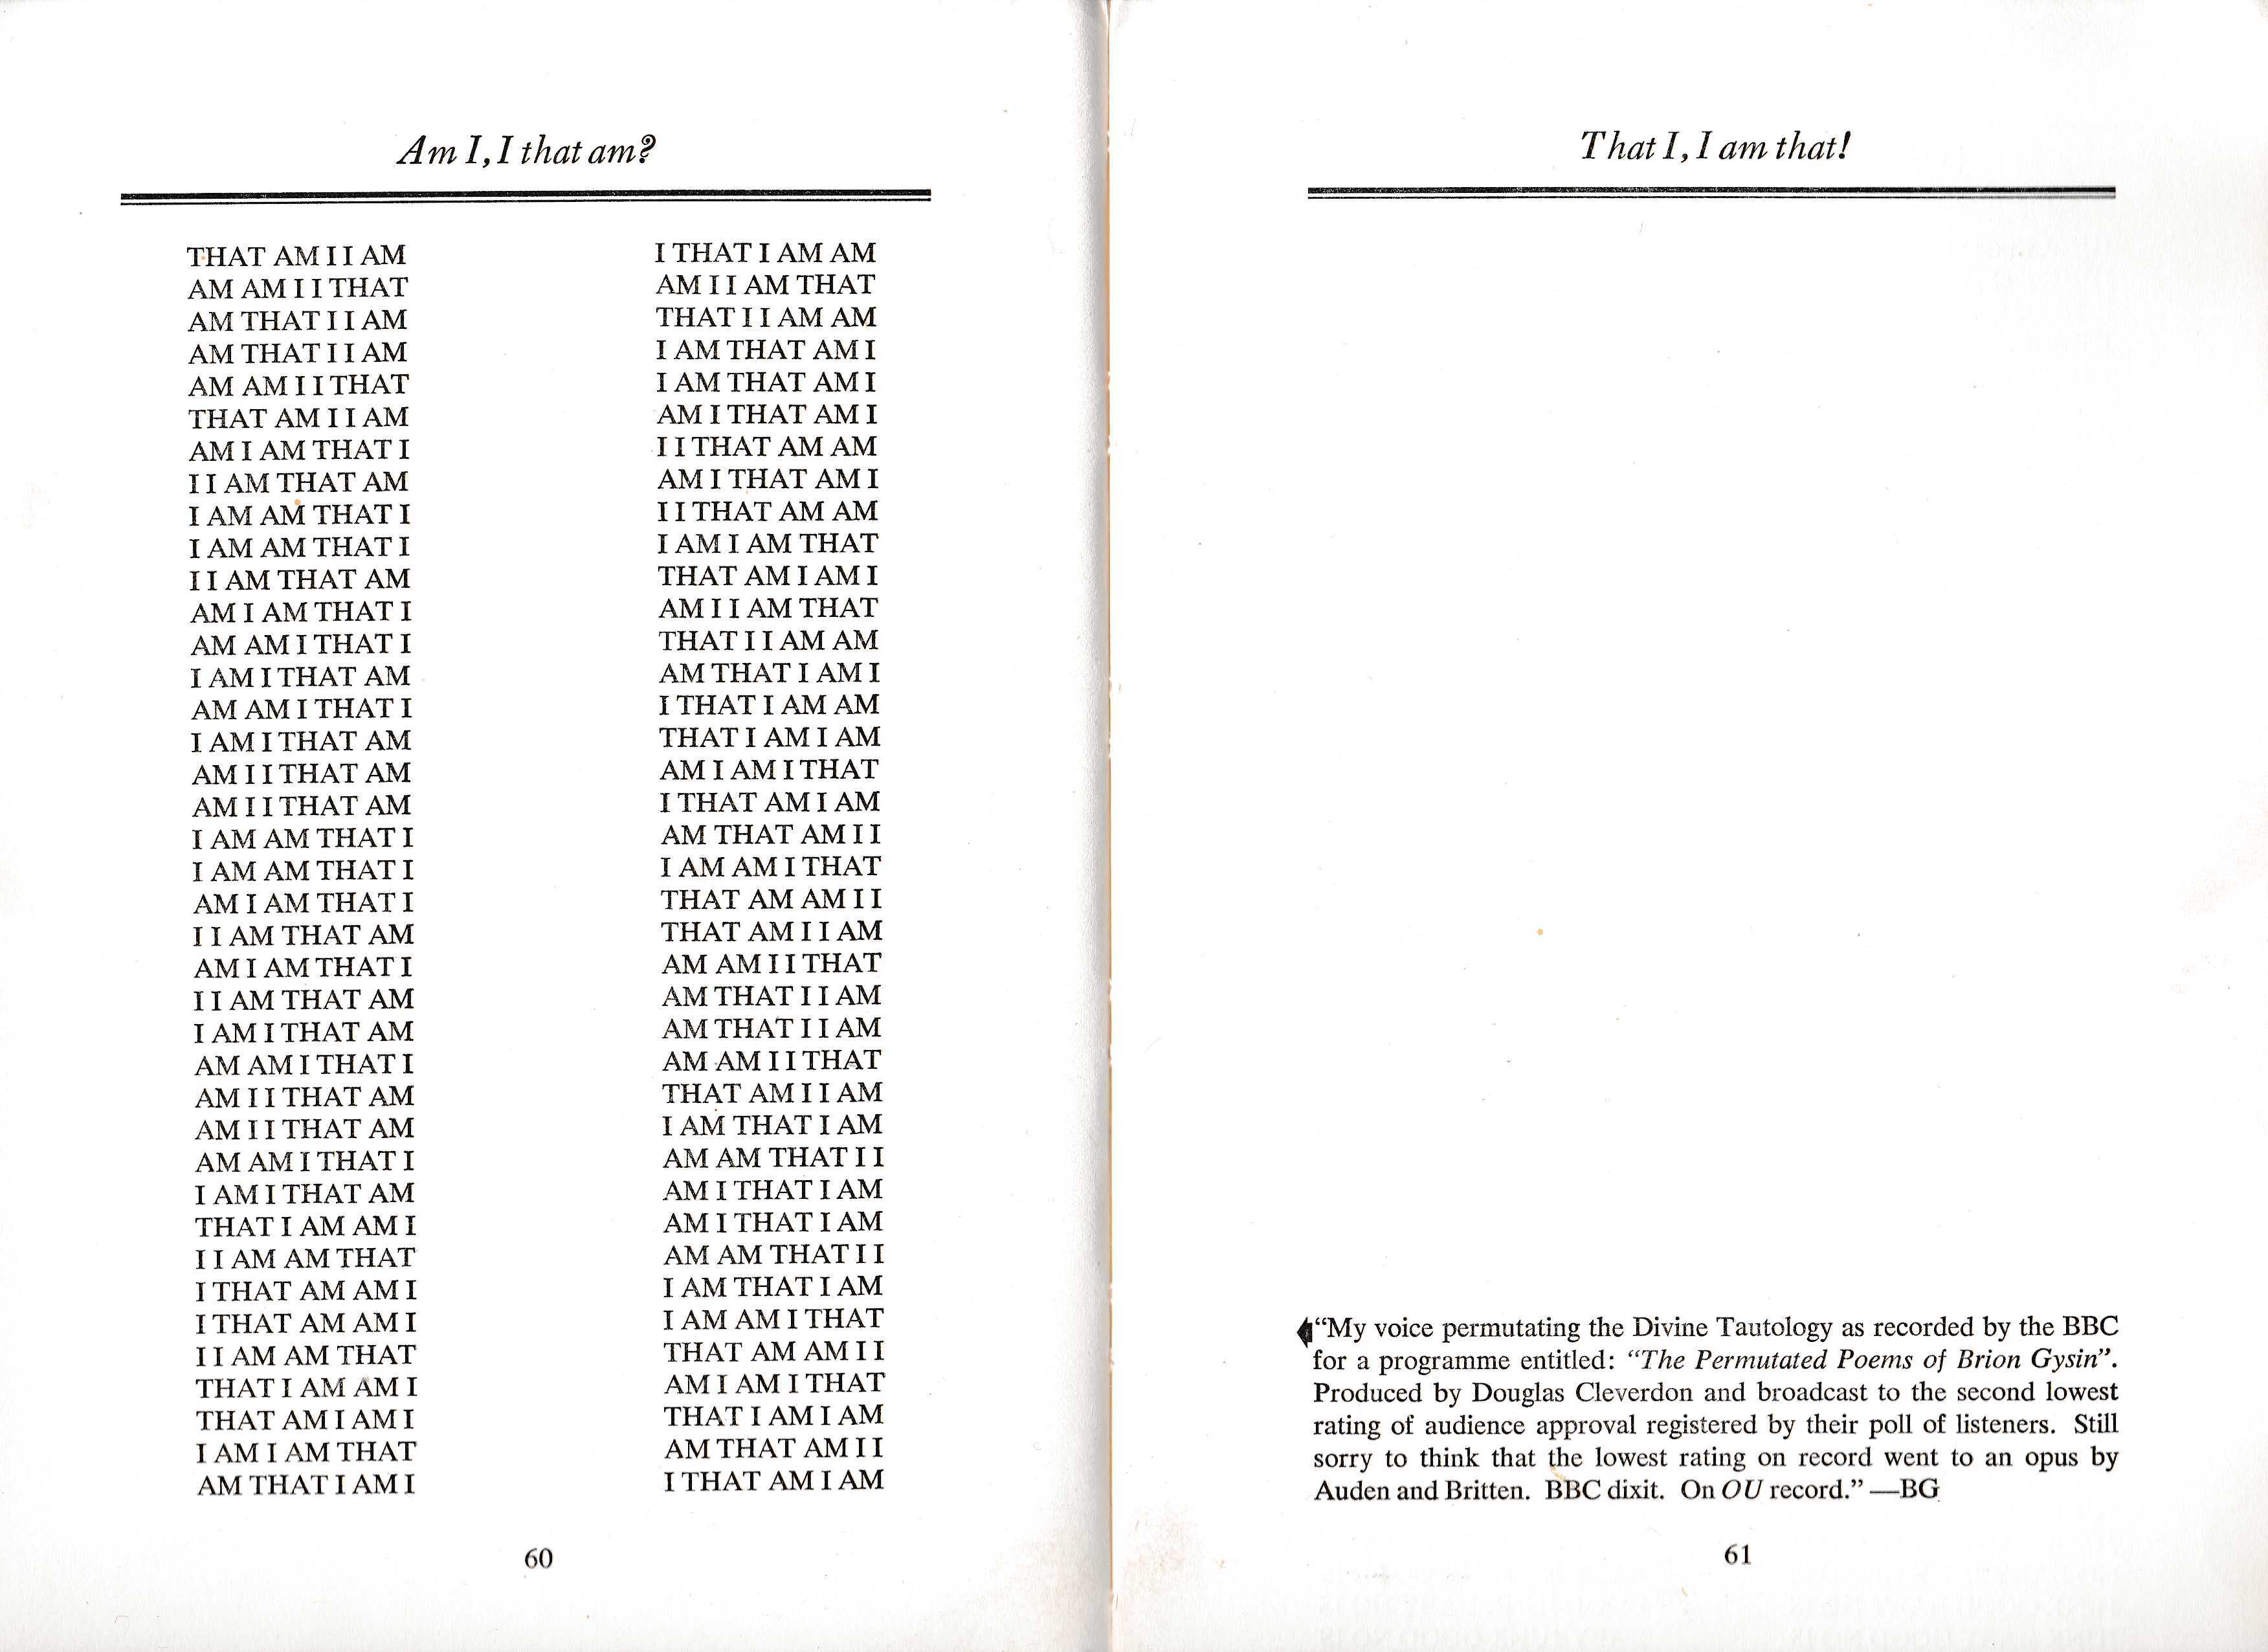 Am I, I that am?
THAT AM I I AM
AM AM I I THAT
AM THAT I I AM
AM THAT I I AM
AM AM I I THAT
THAT AM I I AM
AM I AM THAT I
I I AM THAT AM
I AM AM THAT I
I AM AM THAT I
I I AM THAT AM
AM I AM THAT I
AM AM I THAT I
I AM I THAT AM
AM AM I THAT I
I AM I THAT AM
AM I I THAT AM
AM I I THAT AM
I AM AM THAT I
I AM AM THAT I
AM I AM THAT I
I I AM THAT AM
AM I AM THAT I
I I AM THAT AM
I AM I THAT AM
AM AM I THAT I
AM I I THAT AM
AM I I THAT AM
AM AM I THAT I
I AM I THAT AM
THAT I AM AM I
I I AM AM THAT
I THAT AM AM I
I THAT AM AM I
I I AM AM THAT
THAT I AM AM I
THAT AM I AM I
I AM I AM THAT
AM THAT I AM I
I THAT I AM AM
AM I I AM THAT
THAT I I AM AM
I AM THAT AM I
I AM THAT AM I
AM I THAT AM I
I I THAT AM AM
AM I THAT AM I
I I THAT AM AM
I AM I AM THAT
THAT AM I AM I
AM I I AM THAT
THAT I I AM AM
AM THAT I AM I
I THAT I AM AM
THAT I AM I AM
AM I AM I THAT
I THAT AM I AM
AM THAT AM I I
I AM AM I THAT
THAT AM AM I I
THAT AM I I AM
AM AM I I THAT
AM THAT I I AM
AM THAT I I AM
AM AM I I THAT
THAT AM I I AM
I AM THAT I AM
AM AM THAT I I
AM I THAT I AM
AM I THAT I AM
AM AM THAT I I
I AM THAT I AM
I AM AM I THAT
THAT AM AM I I
AM I AM I THAT
THAT I AM I AM
AM THAT AM I I
I THAT AM I AM
60
That I, I am that!
“My voice permutating the Divine Tautology as recorded by the BBC
for a programme entitled: “The Permutated Poems of Brion Gysin”.
Produced by Douglas Cleverdon and broadcast to the second lowest
rating of audience approval registered by their poll of listeners. Still
sorry to think that the lowest rating on record went to an opus by
Auden and Britten. BBC dixit. On OU record.” —BG
61